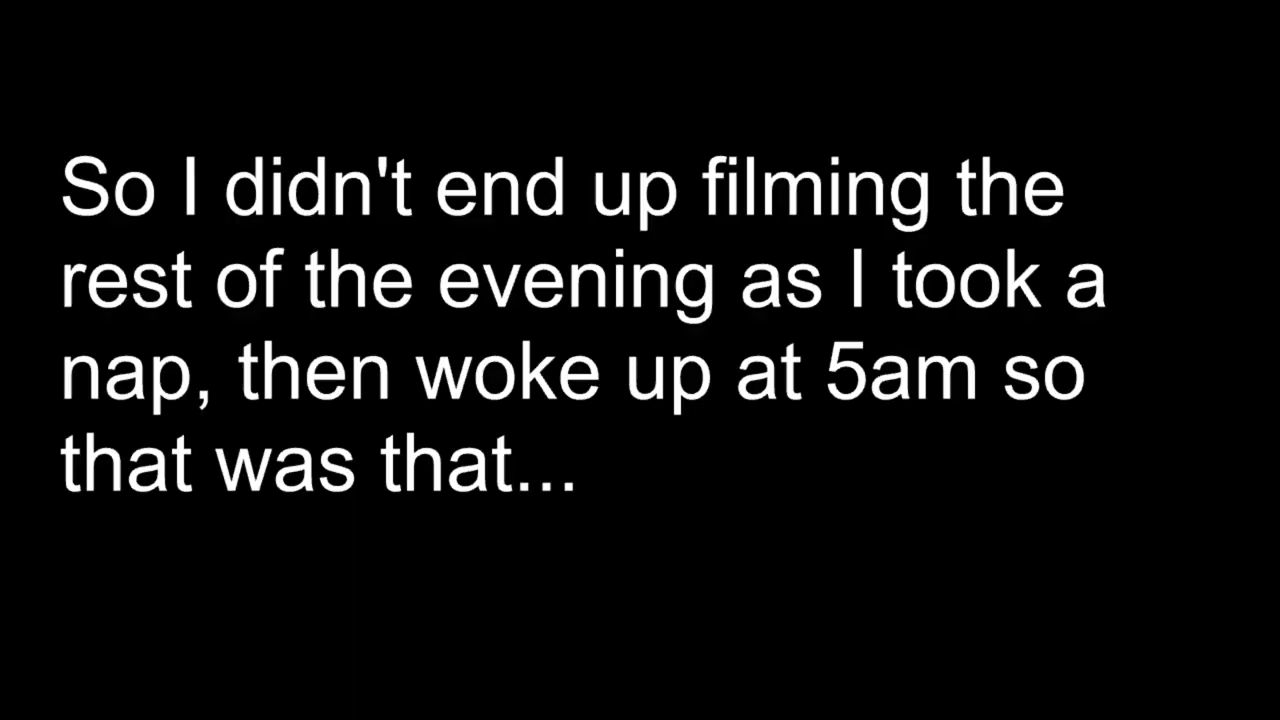 So I didn't end up filming the
rest of the evening as I took a
nap, then woke up at 5am so
that was that...